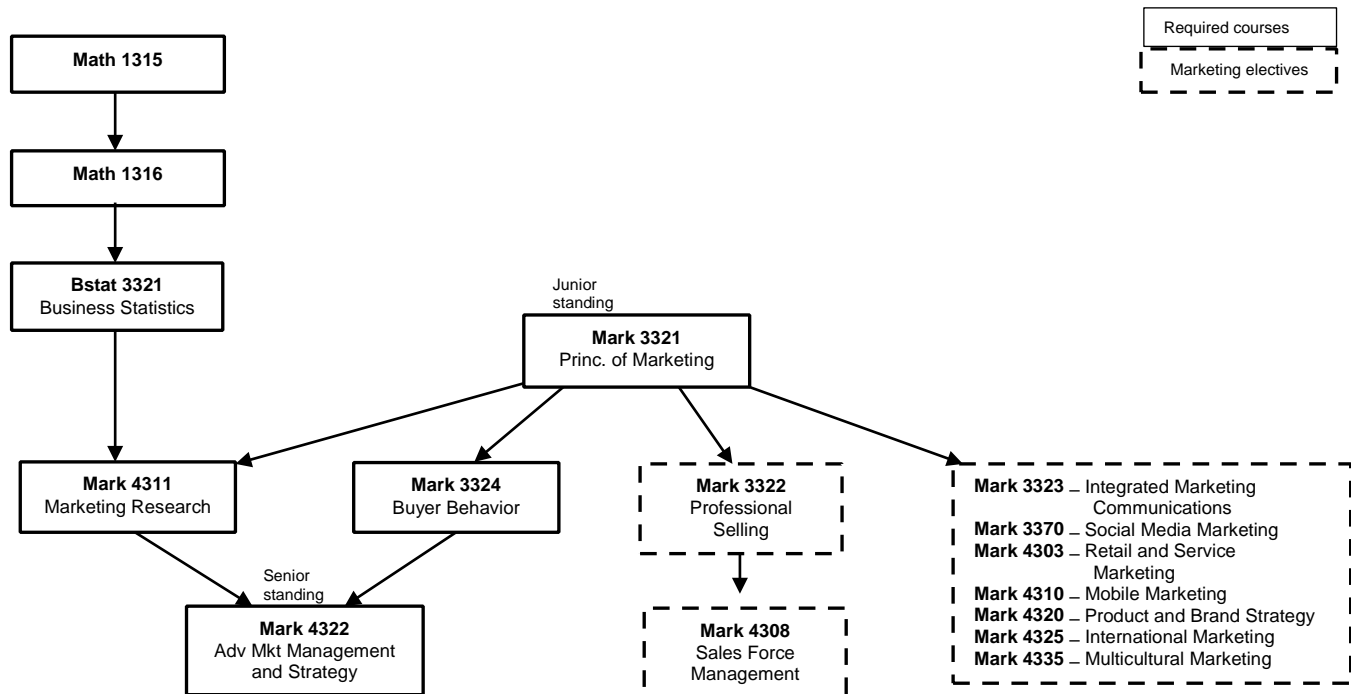 Required courses
Marketing electives
Math 1315
Math 1316
Bstat 3321
Business Statistics
Junior
standing
Mark 3321
Princ. of Marketing
Mark 4311
Marketing Research
Mark 3324
Buyer Behavior
Mark 3322
Professional
Selling
Mark 3323 – Integrated Marketing
Communications
Mark 3370 – Social Media Marketing
Mark 4303 – Retail and Service
Marketing
Mark 4310 – Mobile Marketing
Mark 4320 – Product and Brand Strategy
Mark 4325 – International Marketing
Mark 4335 – Multicultural Marketing
Senior
standing
Mark 4322
Adv Mkt Management
and Strategy
Mark 4308
Sales Force
Management